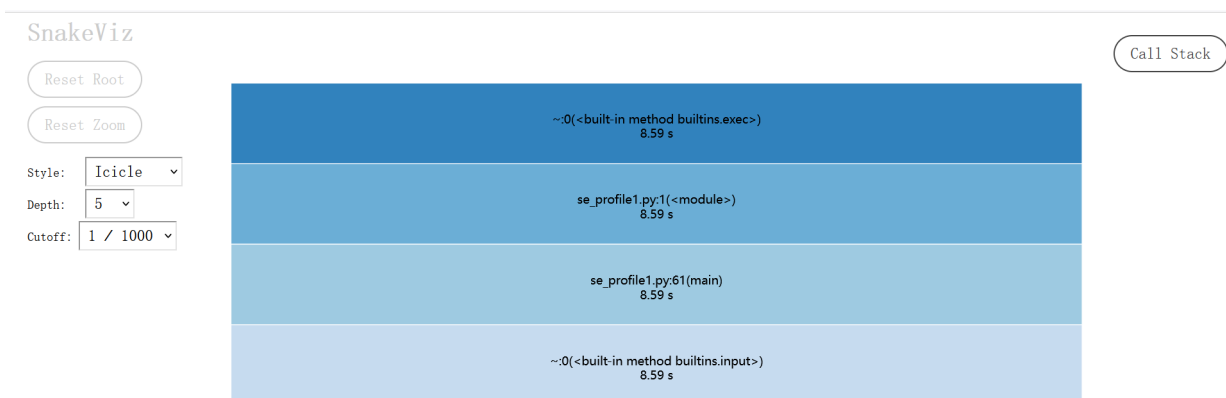 SnakeViz
Call Stack
Reset Root
Reset Zoom
Style: Icicle
Depth: 5
Cutoff: 1 / 1000
~:0(<built-in method builtins.exec>)
8.59 s
se_profile1.py:1(<module>)
8.59 s
se_profile1.py:61(main)
8.59 s
~:0(<built-in method builtins.input>)
8.59 s